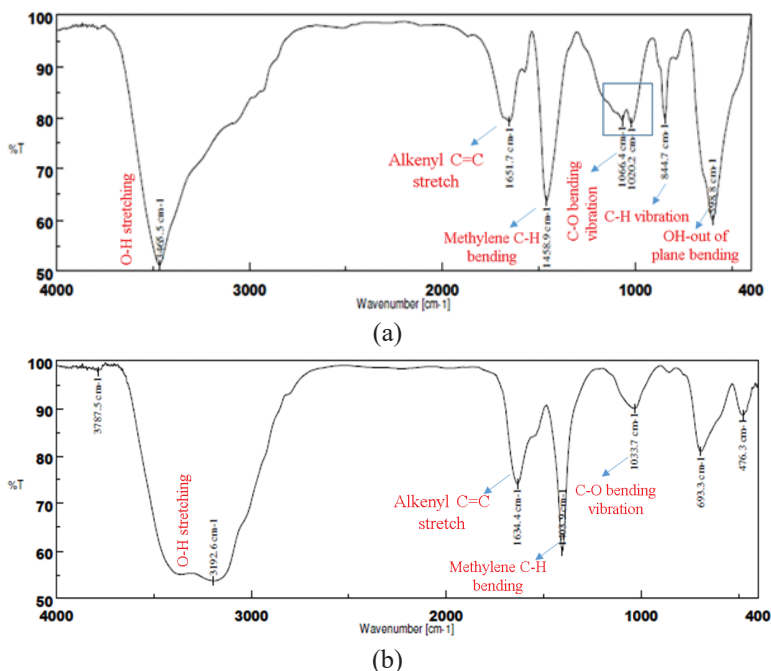 100
90
80
%T
70
60
50
4000
3000
2000
1000
400
Wavenumber [cm-1]
O-H stretching
3465.5 cm-1
Alkenyl C=C
stretch
1651.7 cm-1
Methylene C-H
bending
1458.9 cm-1
C-O bending
vibration
1066.4 cm-1
1020.2 cm-1
C-H vibration
844.7 cm-1
OH-out of
plane bending
(a)
100
90
80
%T
70
60
50
4000
3000
2000
1000
400
Wavenumber [cm-1]
3787.5 cm-1
O-H stretching
3192.6 cm-1
Alkenyl C=C
stretch
1634.4 cm-1
Methylene C-H
bending
C-O bending
vibration
1033.7 cm-1
693.3 cm-1
476.3 cm-1
(b)